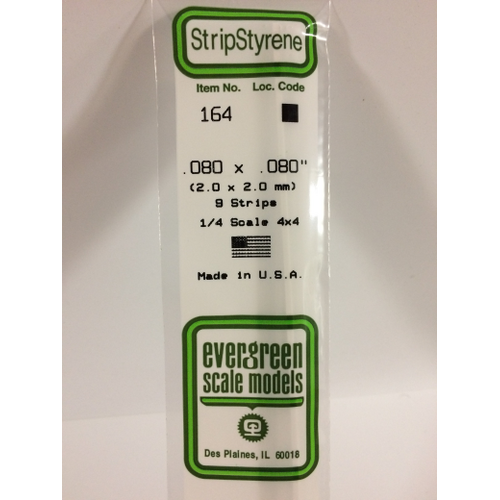 StripStyrene
Item No. Loc. Code
164
.080 x .080"
(2.0 x 2.0 mm)
9 Strips
1/4 Scale 4x4
Made in U.S.A.
evergreen
scale models
Des Plaines, IL 60018